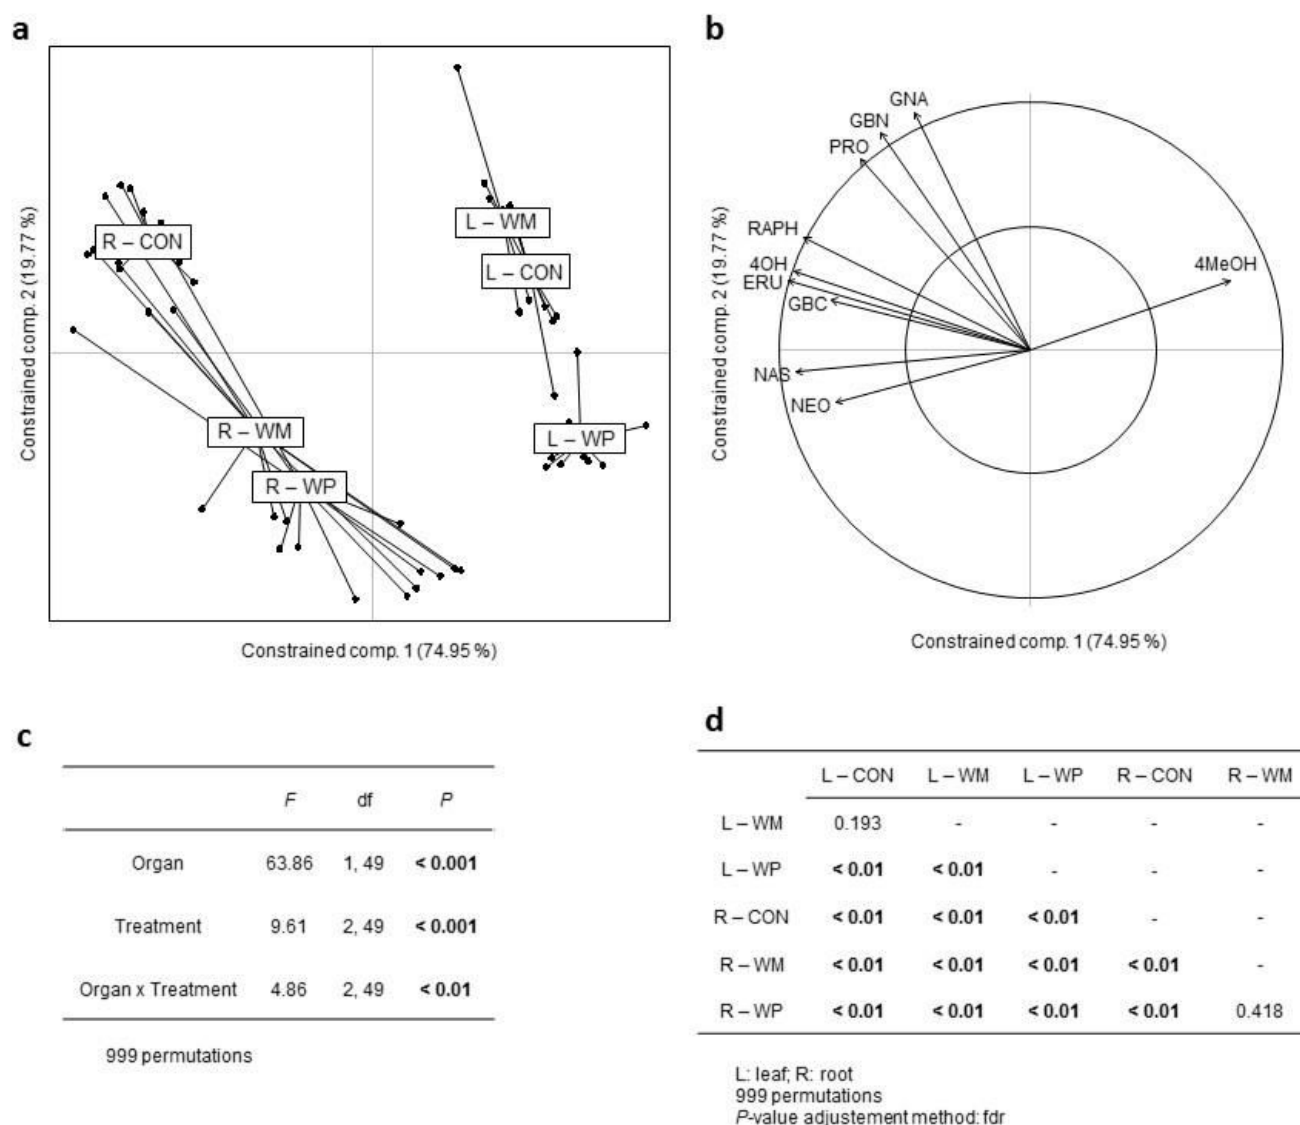 a
R – CON
L – WM
L – CON
R – WM
R – WP
L – WP
Constrained comp. 2 (19.77 %)
Constrained comp. 1 (74.95 %)
b
GNA
GBN
PRO
RAPH
4OH
ERU
GBC
NAS
NEO
4MeOH
Constrained comp. 2 (19.77 %)
Constrained comp. 1 (74.95 %)
c
F df P
Organ 63.86 1, 49 < 0.001
Treatment 9.61 2, 49 < 0.001
Organ x Treatment 4.86 2, 49 < 0.01
999 permutations
d
L – CON L – WM L – WP R – CON R – WM
L – WM 0.193 - - - -
L – WP < 0.01 < 0.01 - - -
R – CON < 0.01 < 0.01 < 0.01 - -
R – WM < 0.01 < 0.01 < 0.01 < 0.01 -
R – WP < 0.01 < 0.01 < 0.01 < 0.01 0.418
L: leaf; R: root
999 permutations
P-value adjustement method: fdr